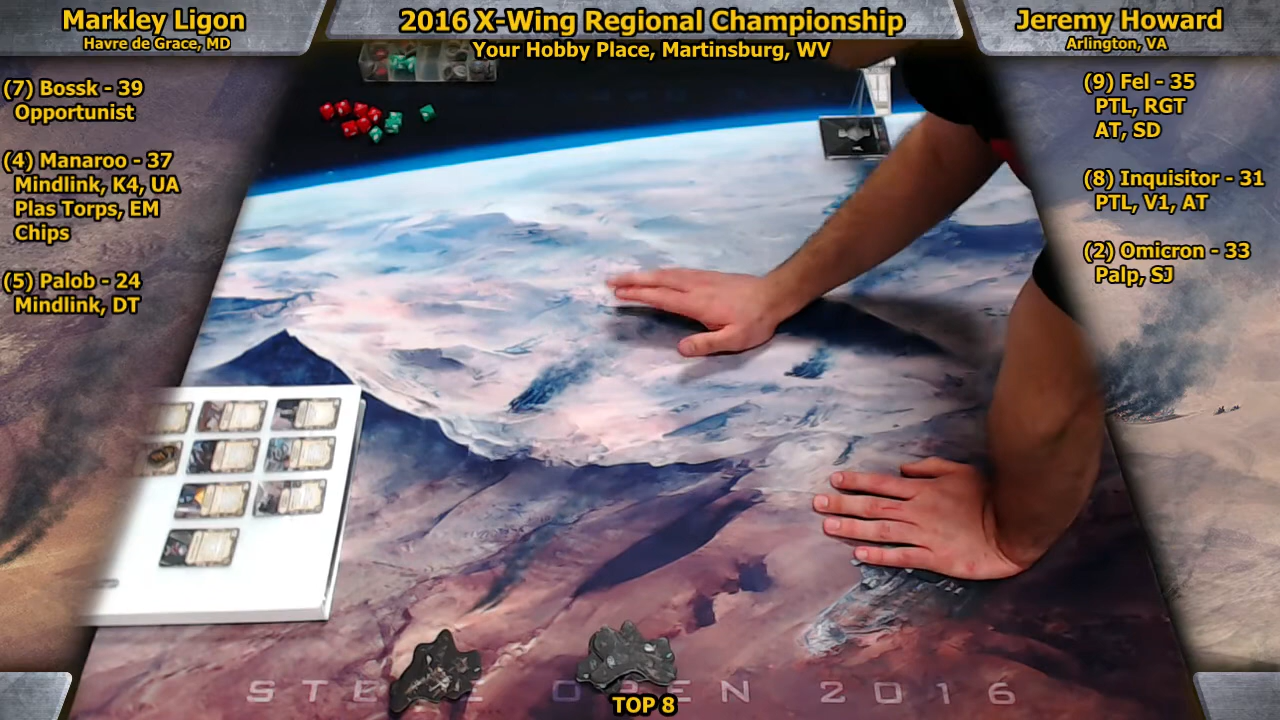 Markley Ligon
Havre de Grace, MD
2016 X-Wing Regional Championship
Your Hobby Place, Martinsburg, WV
Jeremy Howard
Arlington, VA
(7) Bossk - 39
Opportunist
(4) Manaroo - 37
Mindlink, K4, UA
Plas Torps, EM
Chips
(5) Palob - 24
Mindlink, DT
(9) Fel - 35
PTL, RGT
AT, SD
(8) Inquisitor - 31
PTL, V1, AT
(2) Omicron - 33
Palp, SJ
OPEN 2016
TOP 8